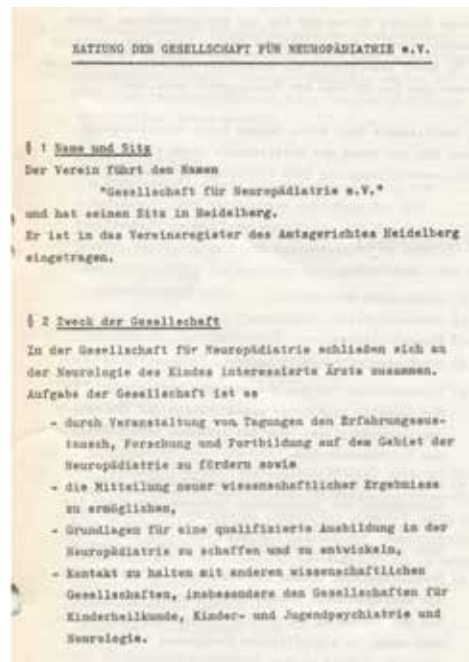 SATZUNG DER GESELLSCHAFT FÜR NEUROPÄDIATRIE e.V.
§ 1 Name und Sitz
Der Verein führt den Namen
"Gesellschaft für Neuropädiatrie e.V."
und hat seinen Sitz in Heidelberg.
Er ist in das Vereinsregister des Amtsgerichtes Heidelberg
eingetragen.
§ 2 Zweck der Gesellschaft
In der Gesellschaft für Neuropädiatrie schließen sich an
der Neurologie des Kindes interessierte Ärzte zusammen.
Aufgabe der Gesellschaft ist es
- durch Veranstaltung von Tagungen den Erfahrungsaus-
tausch, Forschung und Fortbildung auf dem Gebiet der
Neuropädiatrie zu fördern sowie
- die Mitteilung neuer wissenschaftlicher Ergebnisse
zu ermöglichen,
- Grundlagen für eine qualifizierte Ausbildung in der
Neuropädiatrie zu schaffen und zu entwickeln,
- Kontakt zu halten mit anderen wissenschaftlichen
Gesellschaften, insbesondere den Gesellschaften für
Kinderheilkunde, Kinder- und Jugendpsychiatrie und
Neurologie.